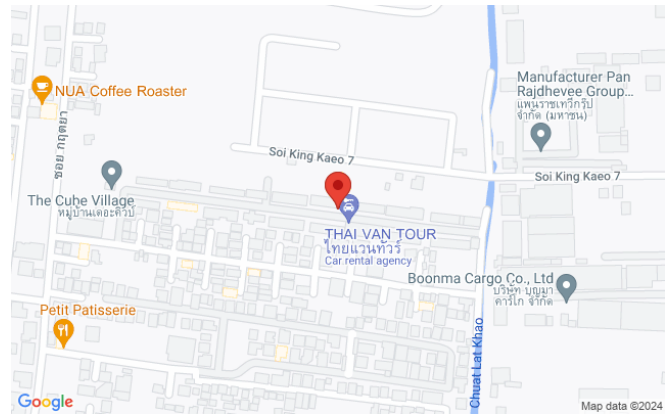 NUA Coffee Roaster
ซอย กฤตยา
Manufacturer Pan
Rajdhevee Group...
แพนราชเทวีกรุ๊ป
จำกัด (มหาชน)
Soi King Kaeo 7
Soi King Kaeo 7
The Cube Village
หมู่บ้านเดอะคิวบ์
THAI VAN TOUR
ไทยแวนทัวร์
Car rental agency
Boonma Cargo Co., Ltd
บริษัท บุญมา
คาร์โก จำกัด
Petit Patisserie
Chuat Lat Khao
Google
Map data ©2024